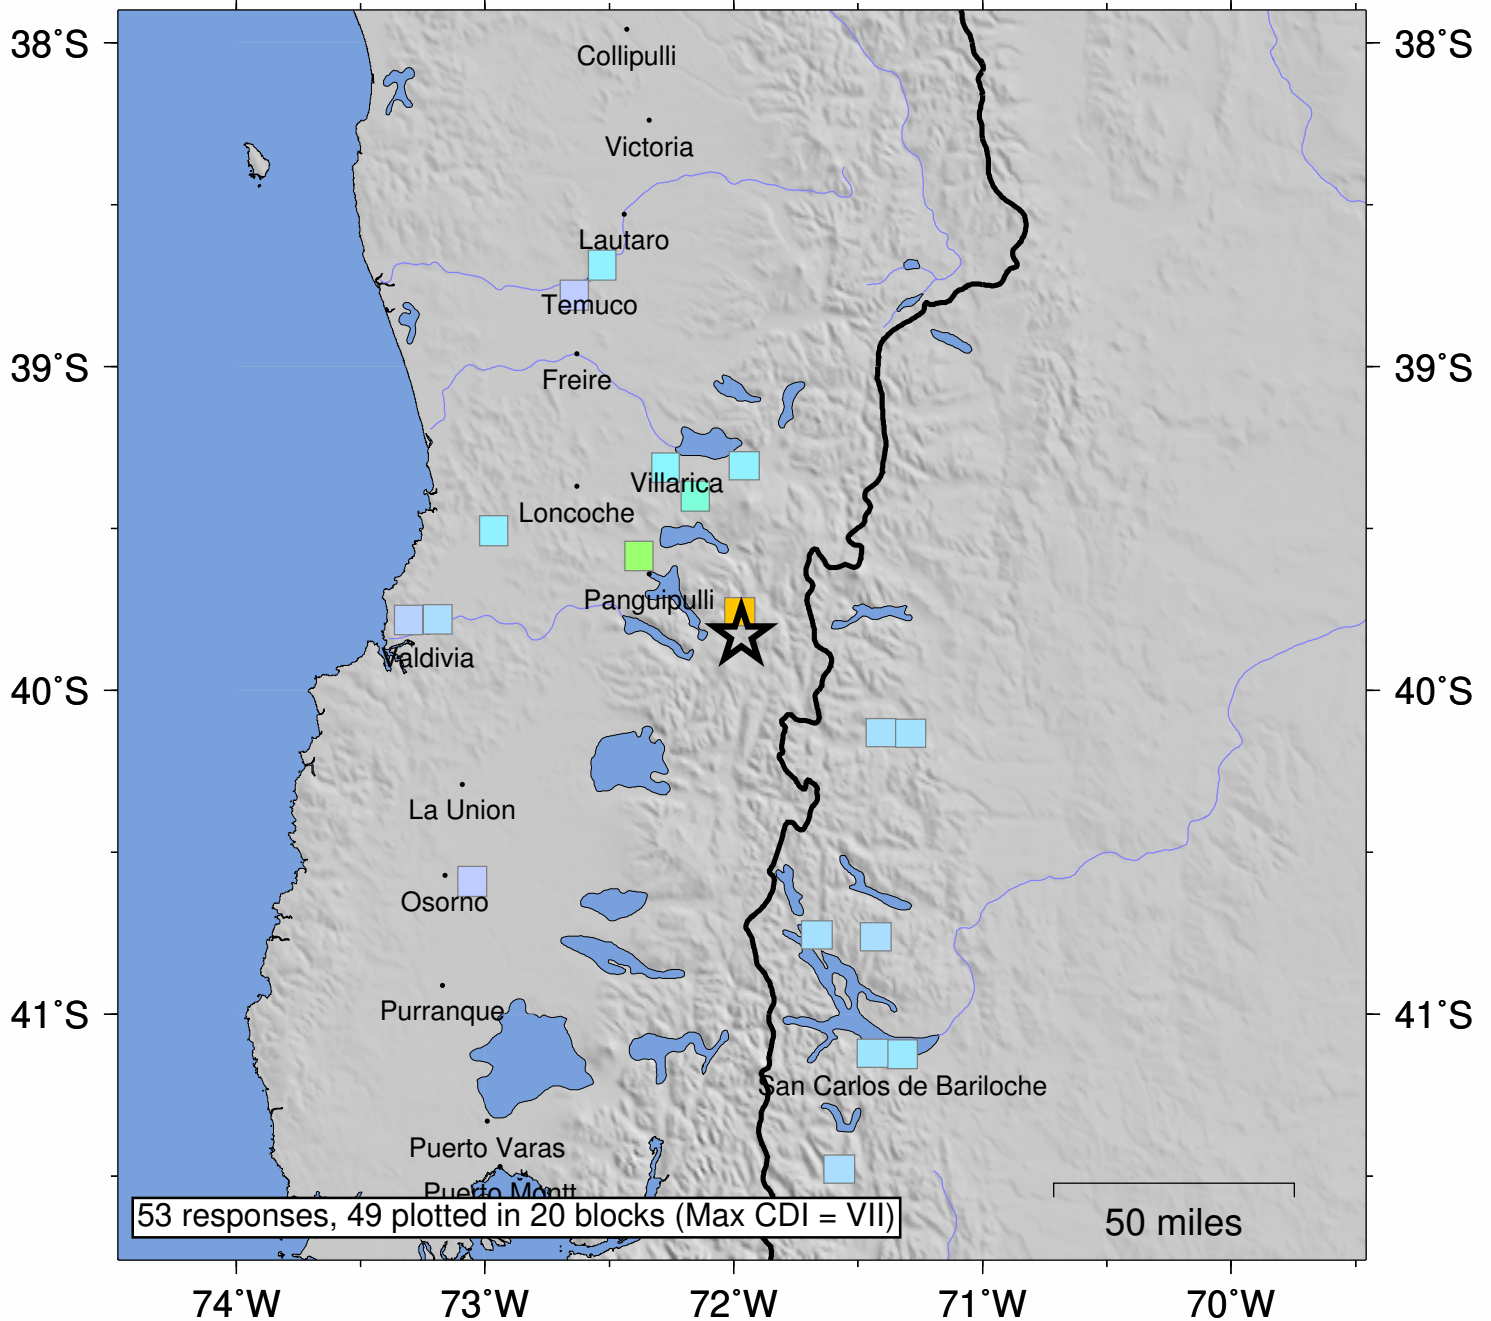 38°S
38°S
Collipulli
Victoria
Lautaro
Temuco
39°S
39°S
Freire
Villarica
Loncoche
Panguipulli
Valdivia
40°S
40°S
La Union
Osorno
41°S
41°S
Purranque
San Carlos de Bariloche
Puerto Varas
Puerto Montt
53 responses, 49 plotted in 20 blocks (Max CDI = VII)
50 miles
74°W
73°W
72°W
71°W
70°W